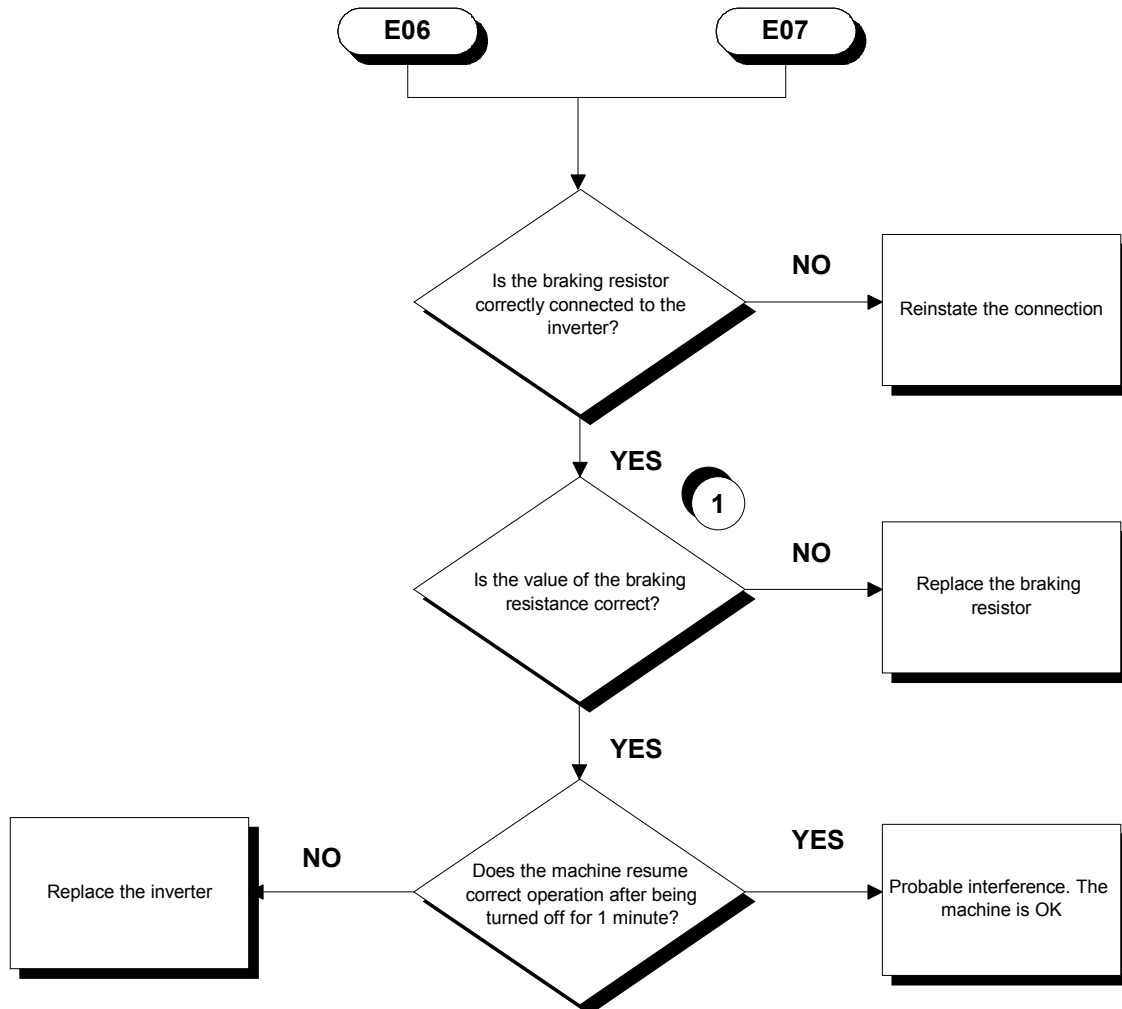 E06
E07
Is the braking resistor
correctly connected to the
inverter?
NO
Reinstate the connection
YES
1
Is the value of the braking
resistance correct?
NO
Replace the braking
resistor
YES
Does the machine resume
correct operation after being
turned off for 1 minute?
NO
Replace the inverter
YES
Probable interference. The
machine is OK